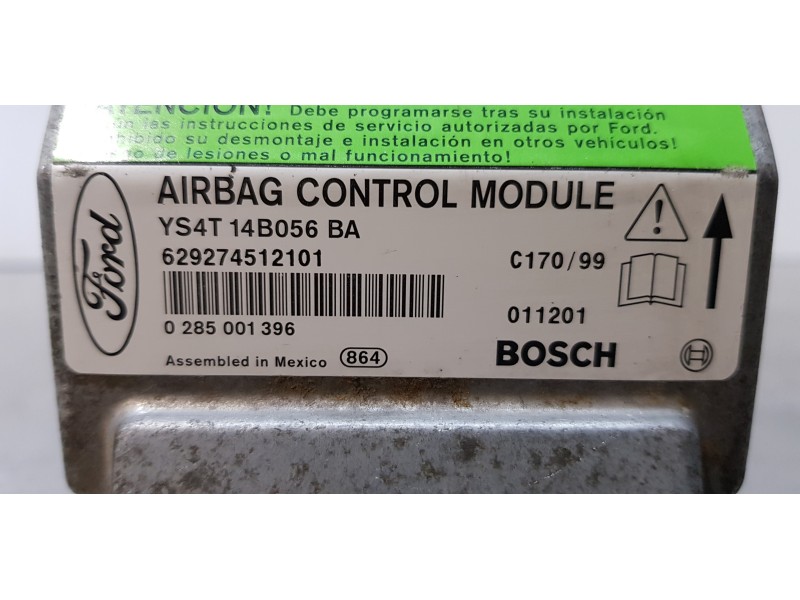 ATENCIÓN! Debe programarse tras su instalación
las instrucciones de servicio autorizadas por Ford.
su desmontaje e instalación en otros vehículos!
de lesiones o mal funcionamiento!
AIRBAG CONTROL MODULE
YS4T 14B056 BA
629274512101
C170/99
Ford
0 285 001 396
011201
Assembled in Mexico 864
BOSCH